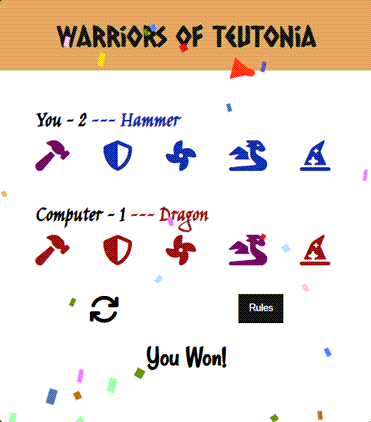 WARRiORS OF TEUTONiA
You - 2 --- Hammer
Computer - 1 --- Dragon
Rules
You Won!